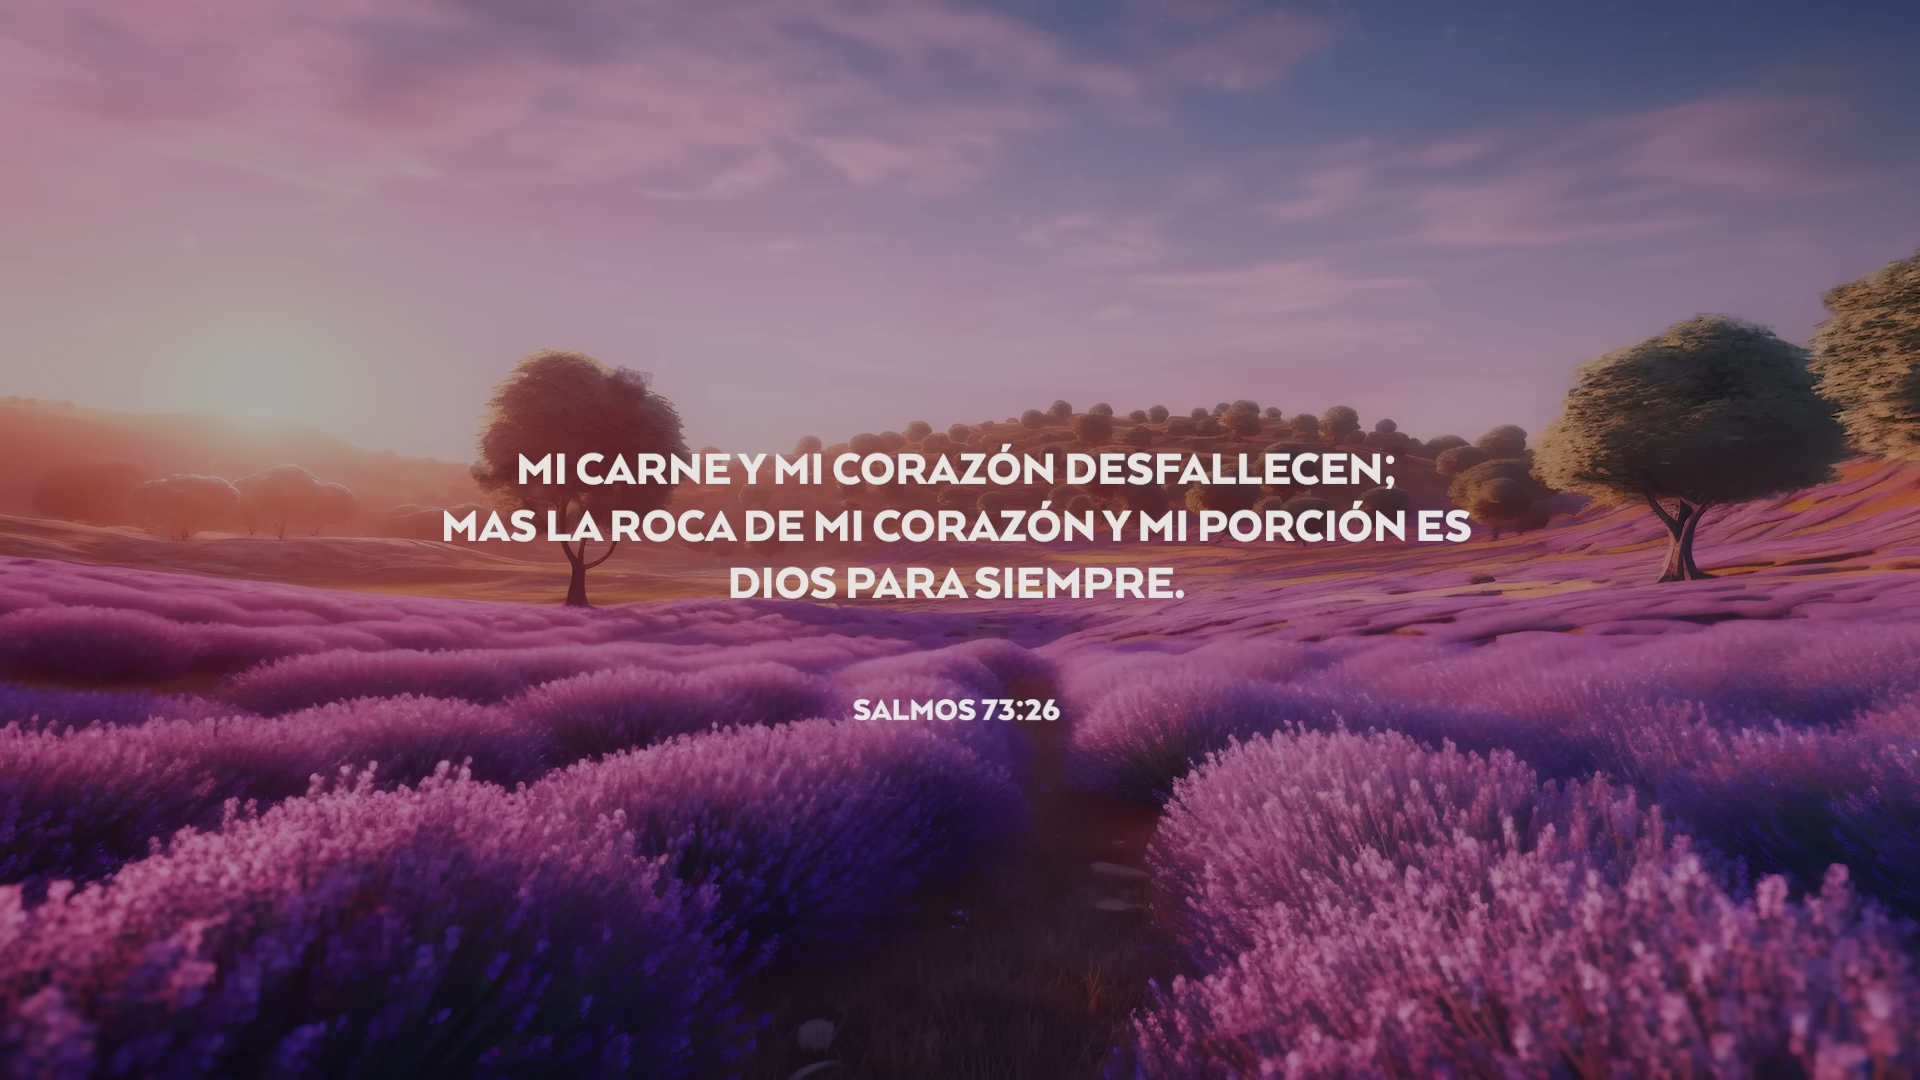 MI CARNE Y MI CORAZÓN DESFALLECEN;
MAS LA ROCA DE MI CORAZÓN Y MI PORCIÓN ES
DIOS PARA SIEMPRE.
SALMOS 73:26